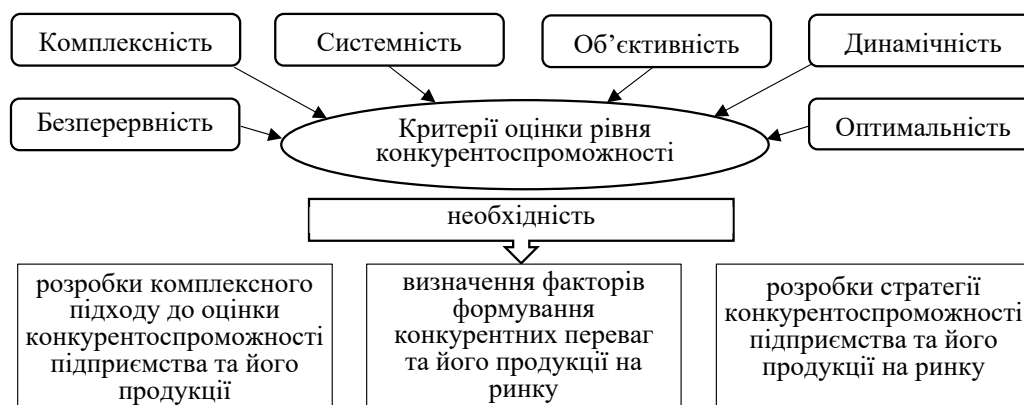 Комплексність
Системність
Об’єктивність
Динамічність
Безперервність
Критерії оцінки рівня
конкурентоспроможності
Оптимальність
необхідність
розробки комплексного
підходу до оцінки
конкурентоспроможності
підприємства та його
продукції
визначення факторів
формування
конкурентних переваг
та його продукції на
ринку
розробки стратегії
конкурентоспроможності
підприємства та його
продукції на ринку